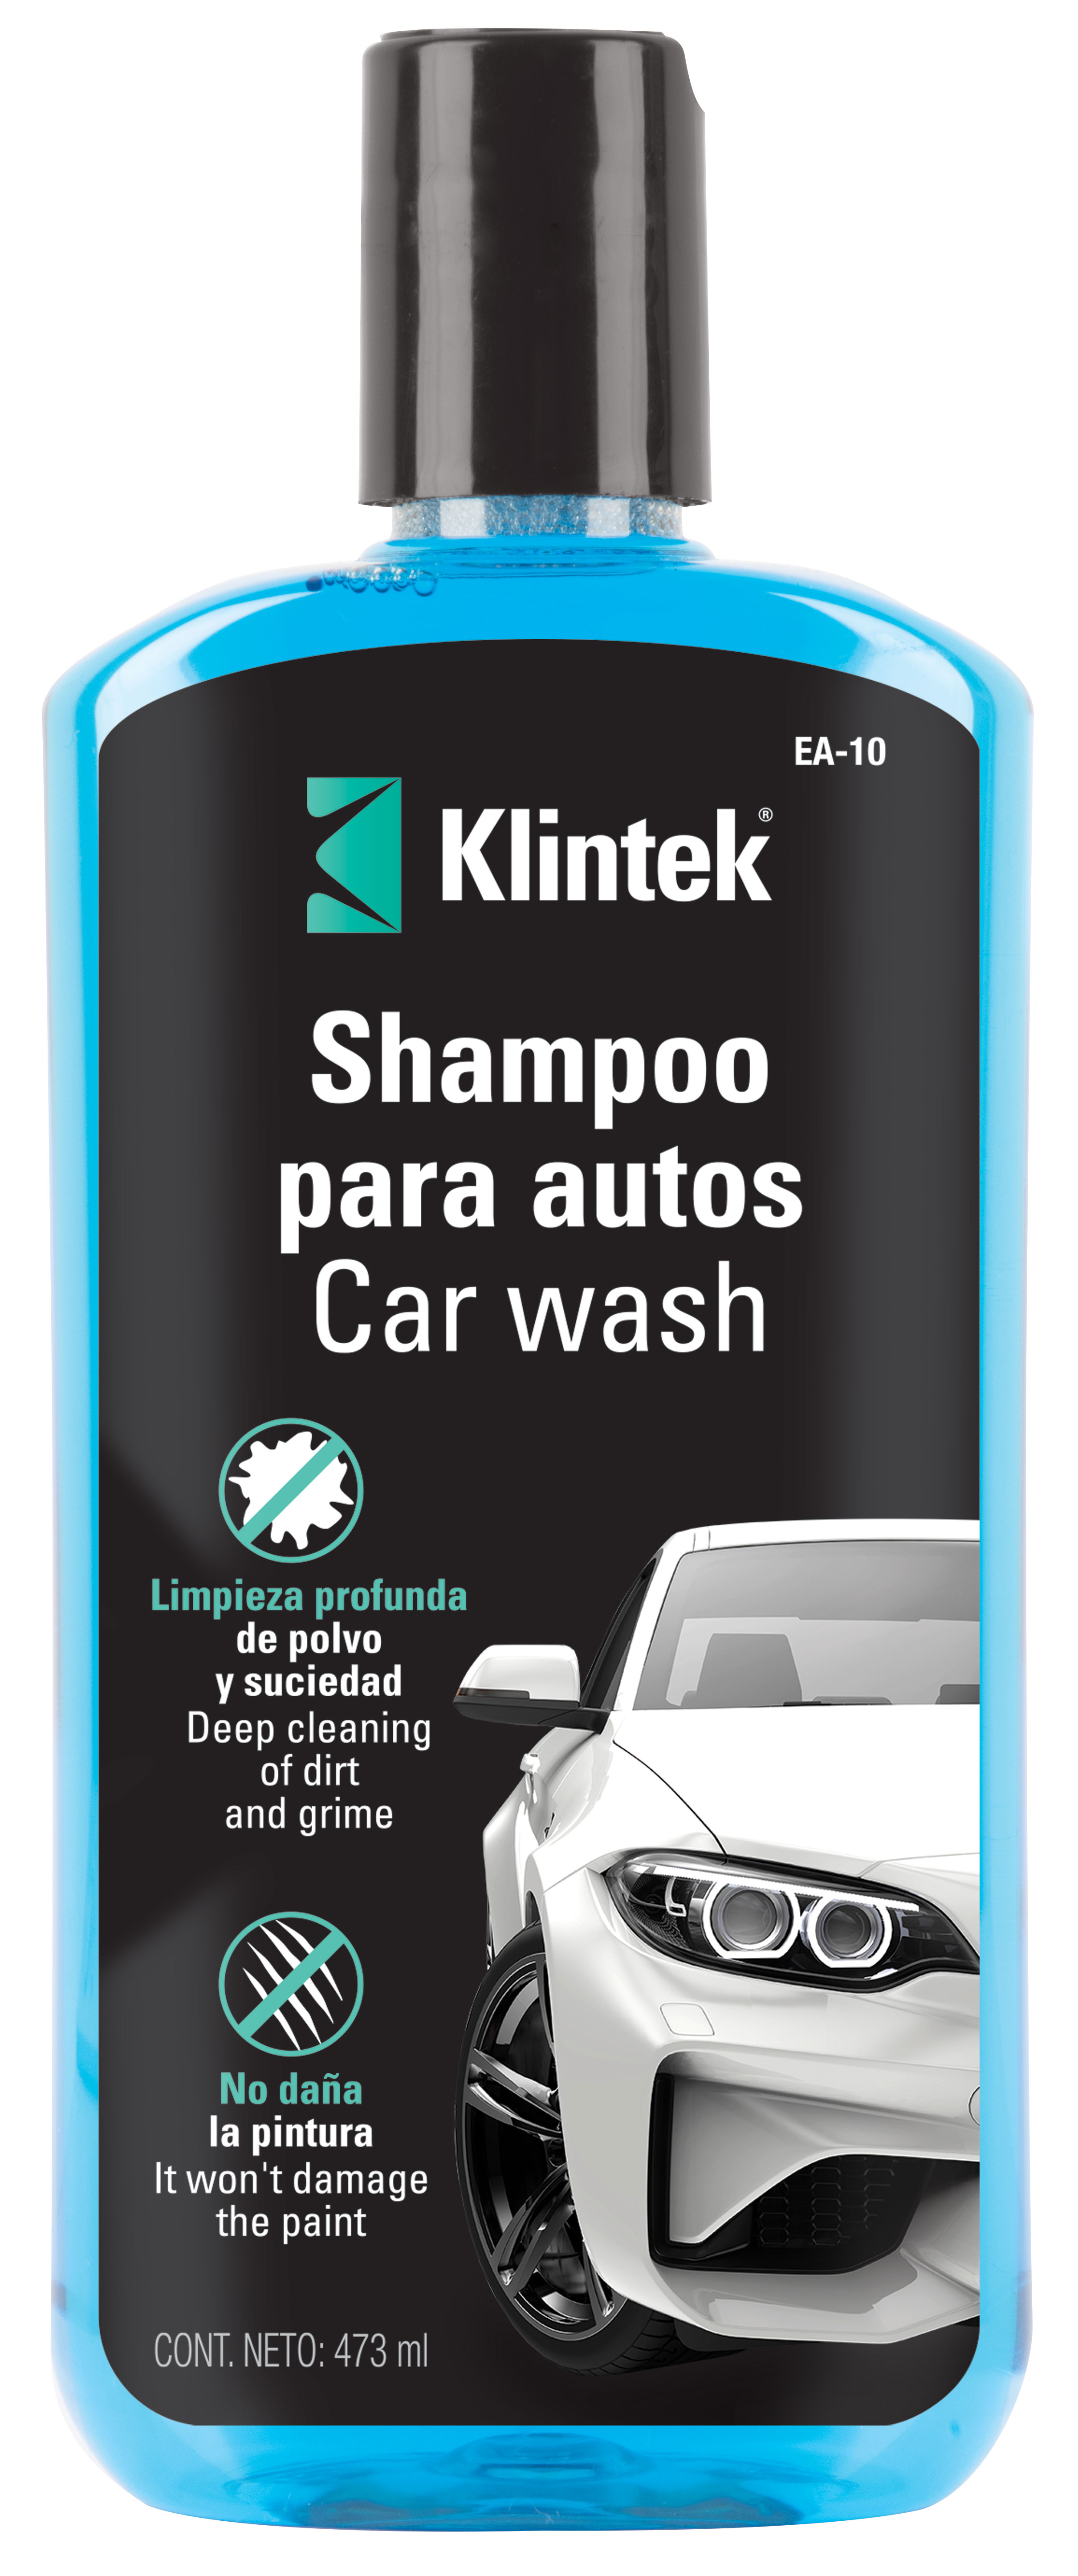 EA-10
Klintek®
Shampoo
para autos
Car wash
Limpieza profunda
de polvo
y suciedad
Deep cleaning
of dirt
and grime
No daña
la pintura
It won't damage
the paint
CONT. NETO: 473 ml